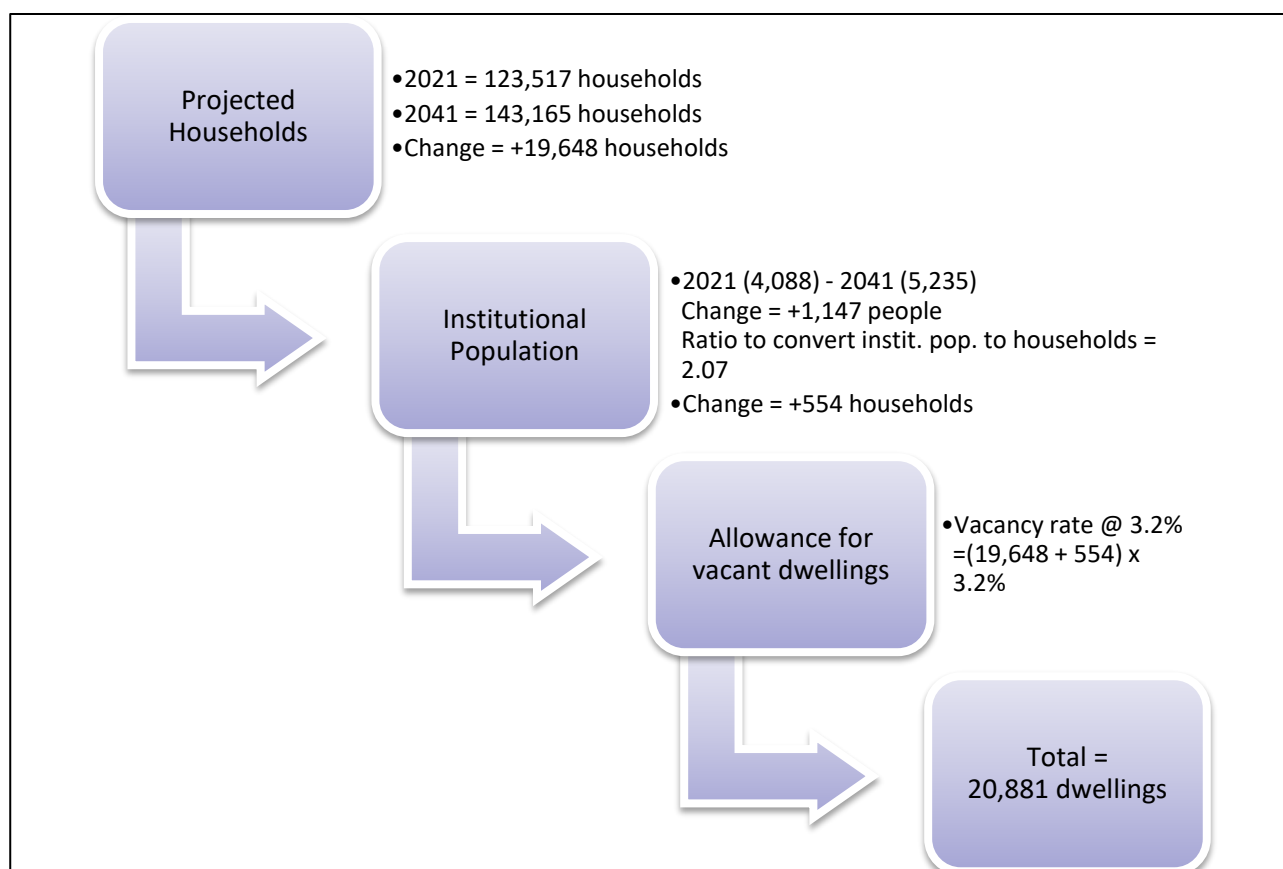 Projected
Households
•2021 = 123,517 households
•2041 = 143,165 households
•Change = +19,648 households
Institutional
Population
•2021 (4,088) - 2041 (5,235)
Change = +1,147 people
Ratio to convert instit. pop. to households =
2.07
•Change = +554 households
Allowance for
vacant dwellings
•Vacancy rate @ 3.2%
=(19,648 + 554) x
3.2%
Total =
20,881 dwellings